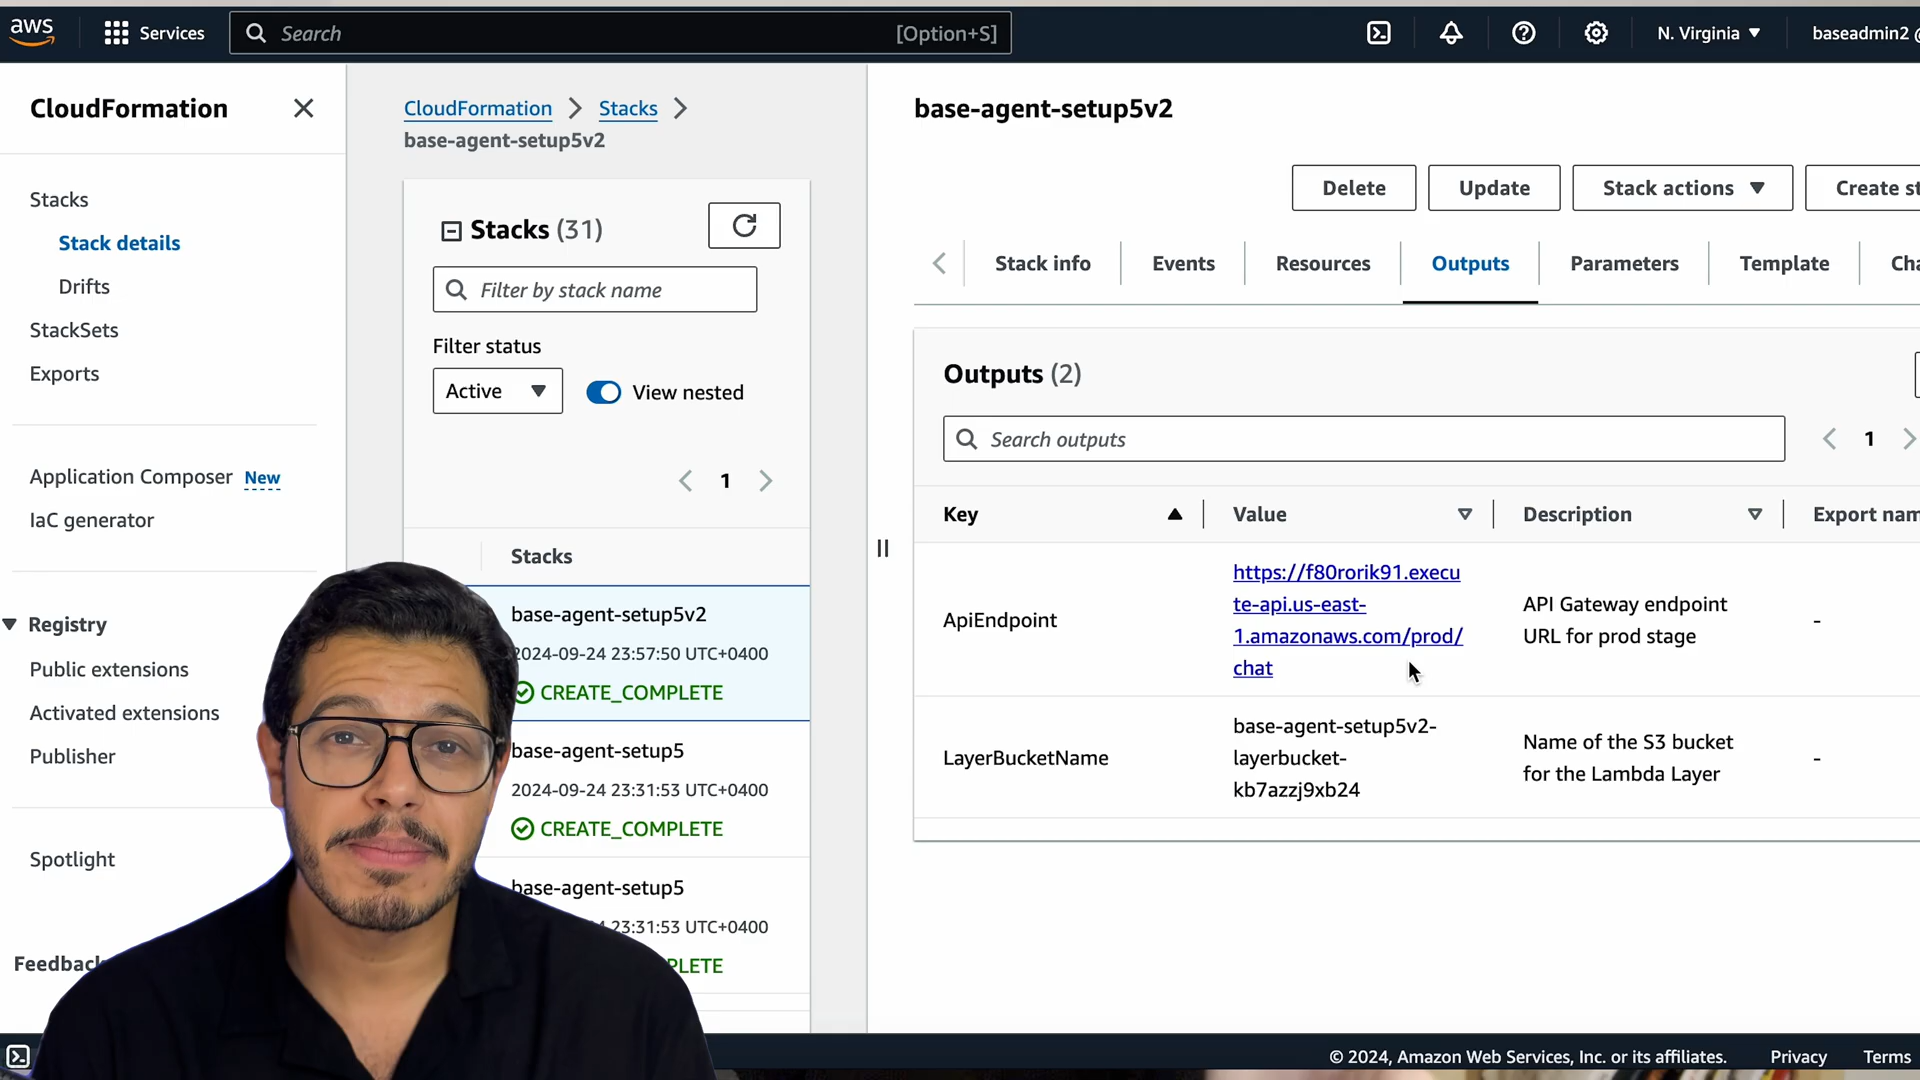 aws
Services
Search
[Option+S]
N. Virginia
baseadmin2
CloudFormation
Stacks
Stack details
Drifts
StackSets
Exports
Application Composer New
IaC generator
Registry
Public extensions
Activated extensions
Publisher
Spotlight
Feedback
CloudFormation
Stacks
base-agent-setup5v2
Stacks (31)
Filter by stack name
Filter status
Active
View nested
1
Stacks
base-agent-setup5v2
2024-09-24 23:57:50 UTC+0400
CREATE_COMPLETE
base-agent-setup5
2024-09-24 23:31:53 UTC+0400
CREATE_COMPLETE
base-agent-setup5
23:31:53 UTC+0400
PLETE
base-agent-setup5v2
Delete
Update
Stack actions
Create st
Stack info
Events
Resources
Outputs
Parameters
Template
Cha
Outputs (2)
Search outputs
1
Key
Value
Description
Export nam
ApiEndpoint
https://f80rorik91.execu
te-api.us-east-
1.amazonaws.com/prod/
chat
API Gateway endpoint
URL for prod stage
-
LayerBucketName
base-agent-setup5v2-
layerbucket-
kb7azzj9xb24
Name of the S3 bucket
for the Lambda Layer
-
© 2024, Amazon Web Services, Inc. or its affiliates.
Privacy
Terms